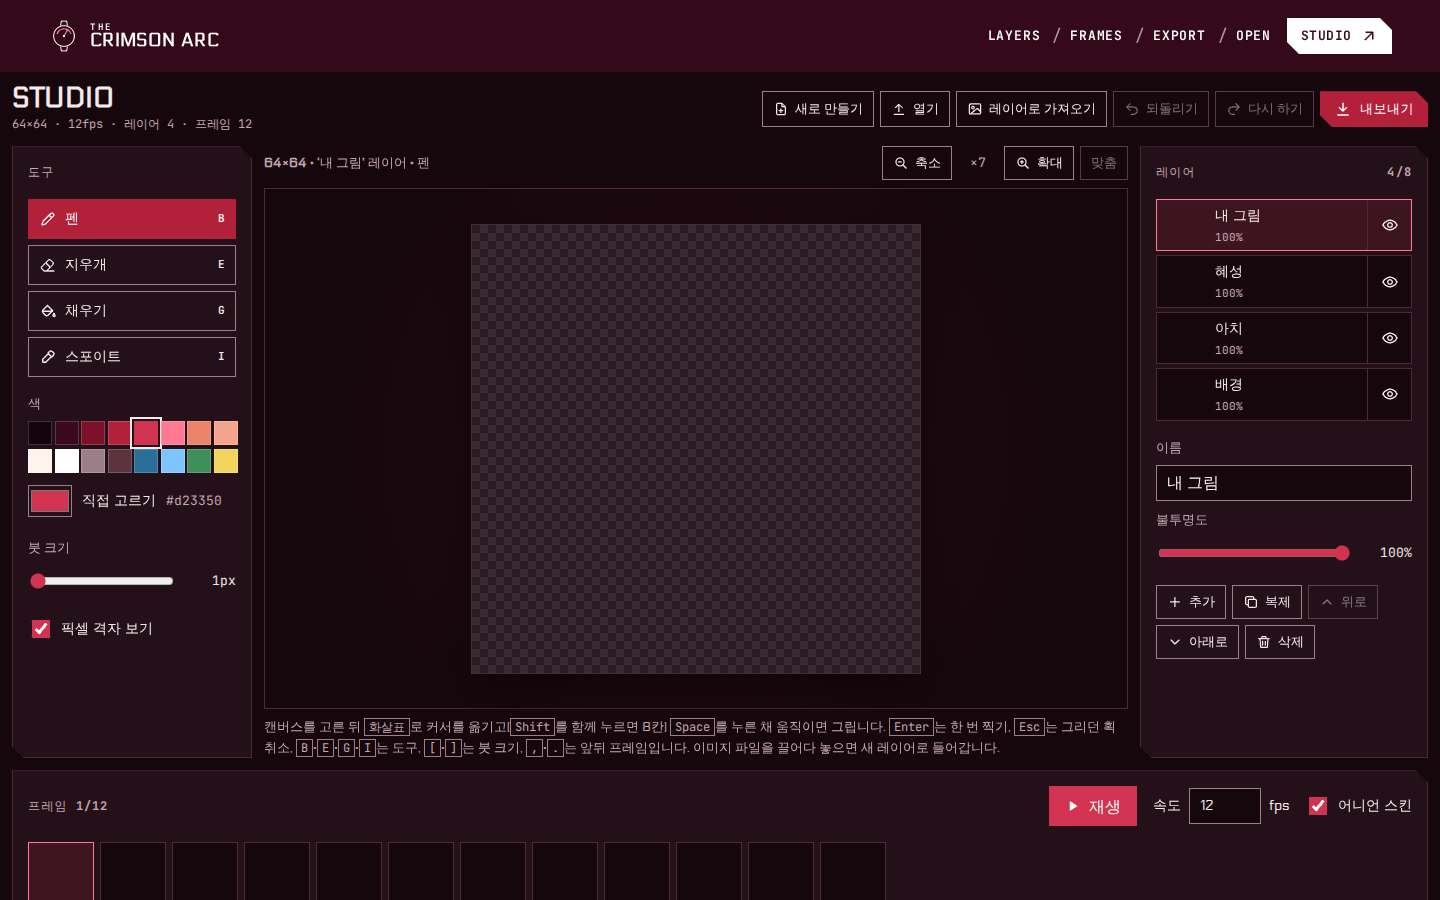 THE
CRIMSON ARC
LAYERS / FRAMES / EXPORT / OPEN
STUDIO
STUDIO
64×64 · 12fps · 레이어 4 · 프레임 12
새로 만들기
열기
레이어로 가져오기
되돌리기
다시 하기
내보내기
도구
펜 B
지우개 E
채우기 G
스포이트 I
색
직접 고르기 #d23350
붓 크기
1px
픽셀 격자 보기
64×64 · ‘내 그림’ 레이어 · 펜
축소
×7
확대
맞춤
캔버스를 고른 뒤 화살표로 커서를 옮기고(Shift를 함께 누르면 8칸) Space를 누른 채 움직이면 그립니다. Enter는 한 번 찍기, Esc는 그리던 획
취소, B·E·G·I는 도구, [·]는 붓 크기, ,·.는 앞뒤 프레임입니다. 이미지 파일을 끌어다 놓으면 새 레이어로 들어갑니다.
레이어 4/8
내 그림
100%
혜성
100%
아치
100%
배경
100%
이름
내 그림
불투명도
100%
추가
복제
위로
아래로
삭제
프레임 1/12
재생
속도 12 fps
어니언 스킨